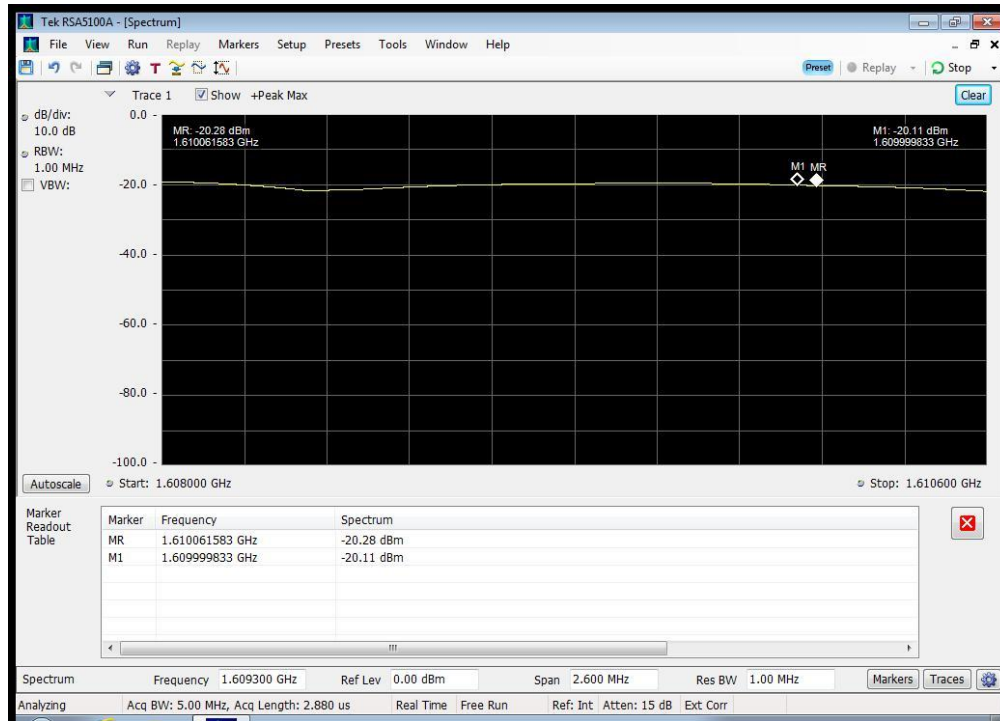 Tek RSA5100A - [Spectrum]
File View Run Replay Markers Setup Presets Tools Window Help
T Preset Replay Stop
Trace 1 Show +Peak Max Clear
dB/div:
10.0 dB
RBW:
1.00 MHz
VBW:
0.0
MR: -20.28 dBm
1.610061583 GHz
M1: -20.11 dBm
1.609999833 GHz
M1 MR
-20.0
-40.0
-60.0
-80.0
-100.0
Autoscale Start: 1.608000 GHz Stop: 1.610600 GHz
Marker
Readout
Table
Marker Frequency Spectrum
MR 1.610061583 GHz -20.28 dBm
M1 1.609999833 GHz -20.11 dBm
Spectrum Frequency 1.609300 GHz Ref Lev 0.00 dBm Span 2.600 MHz Res BW 1.00 MHz Markers Traces
Analyzing Acq BW: 5.00 MHz, Acq Length: 2.880 us Real Time Free Run Ref: Int Atten: 15 dB Ext Corr